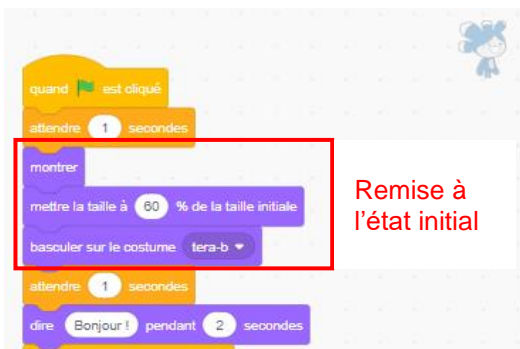 quand est cliqué
attendre 1 secondes
montrer
mettre la taille à 60 % de la taille initiale
basculer sur le costume tera-b
Remise à
l'état initial
attendre 1 secondes
dire Bonjour ! pendant 2 secondes